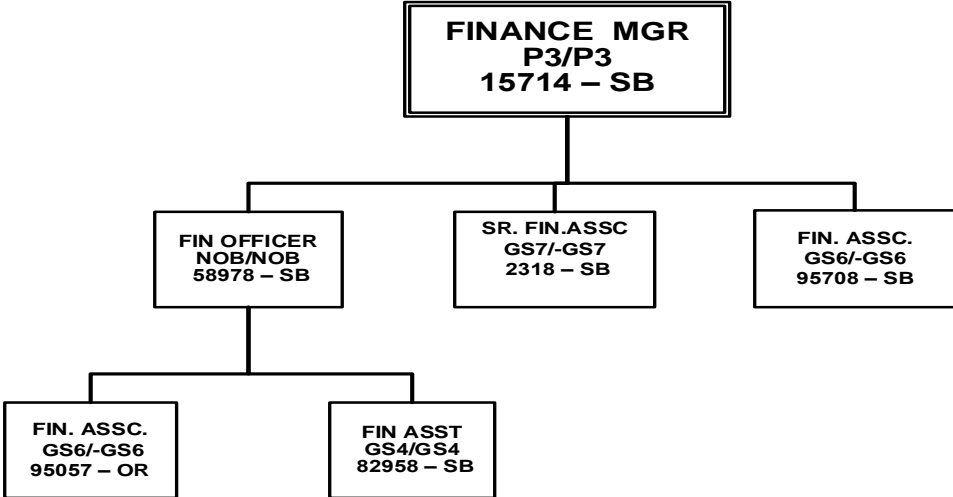 FINANCE MGR
P3/P3
15714 – SB
FIN OFFICER
NOB/NOB
58978 – SB
SR. FIN.ASSC
GS7/-GS7
2318 – SB
FIN. ASSC.
GS6/-GS6
95708 – SB
FIN. ASSC.
GS6/-GS6
95057 – OR
FIN ASST
GS4/GS4
82958 – SB